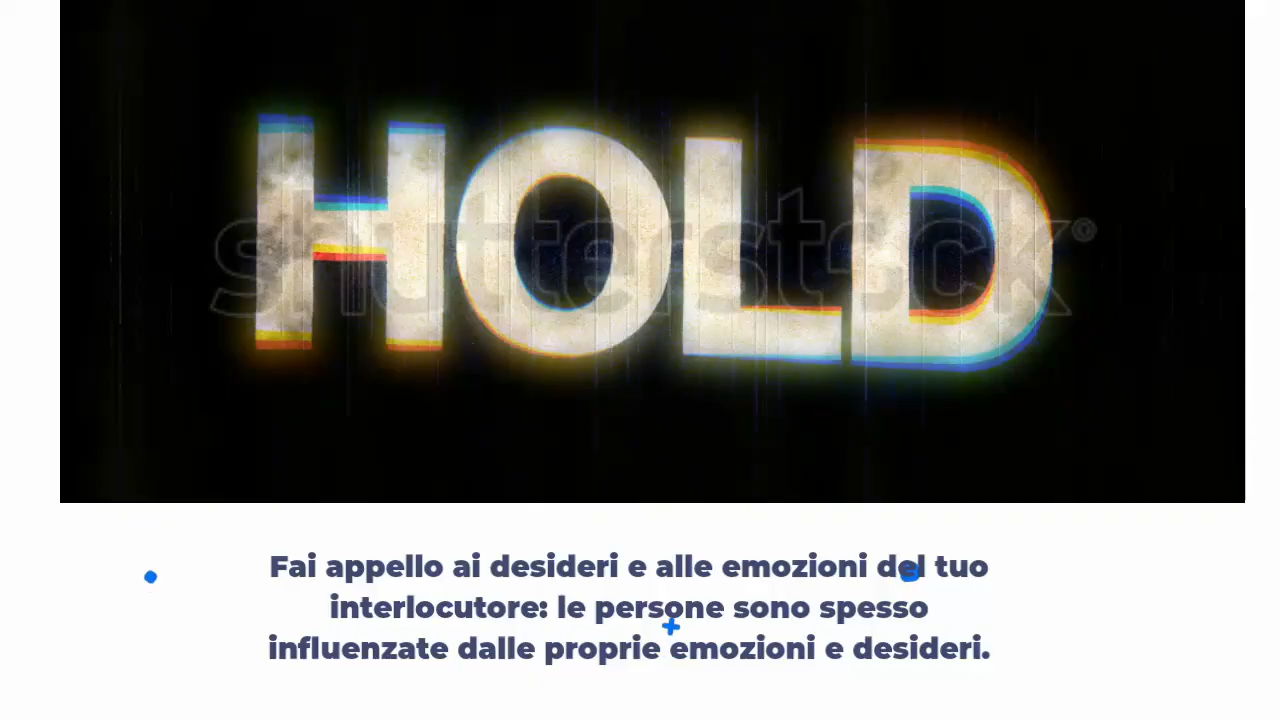 HOLD
shutterstock®
Fai appello ai desideri e alle emozioni del tuo
interlocutore: le persone sono spesso
influenzate dalle proprie emozioni e desideri.